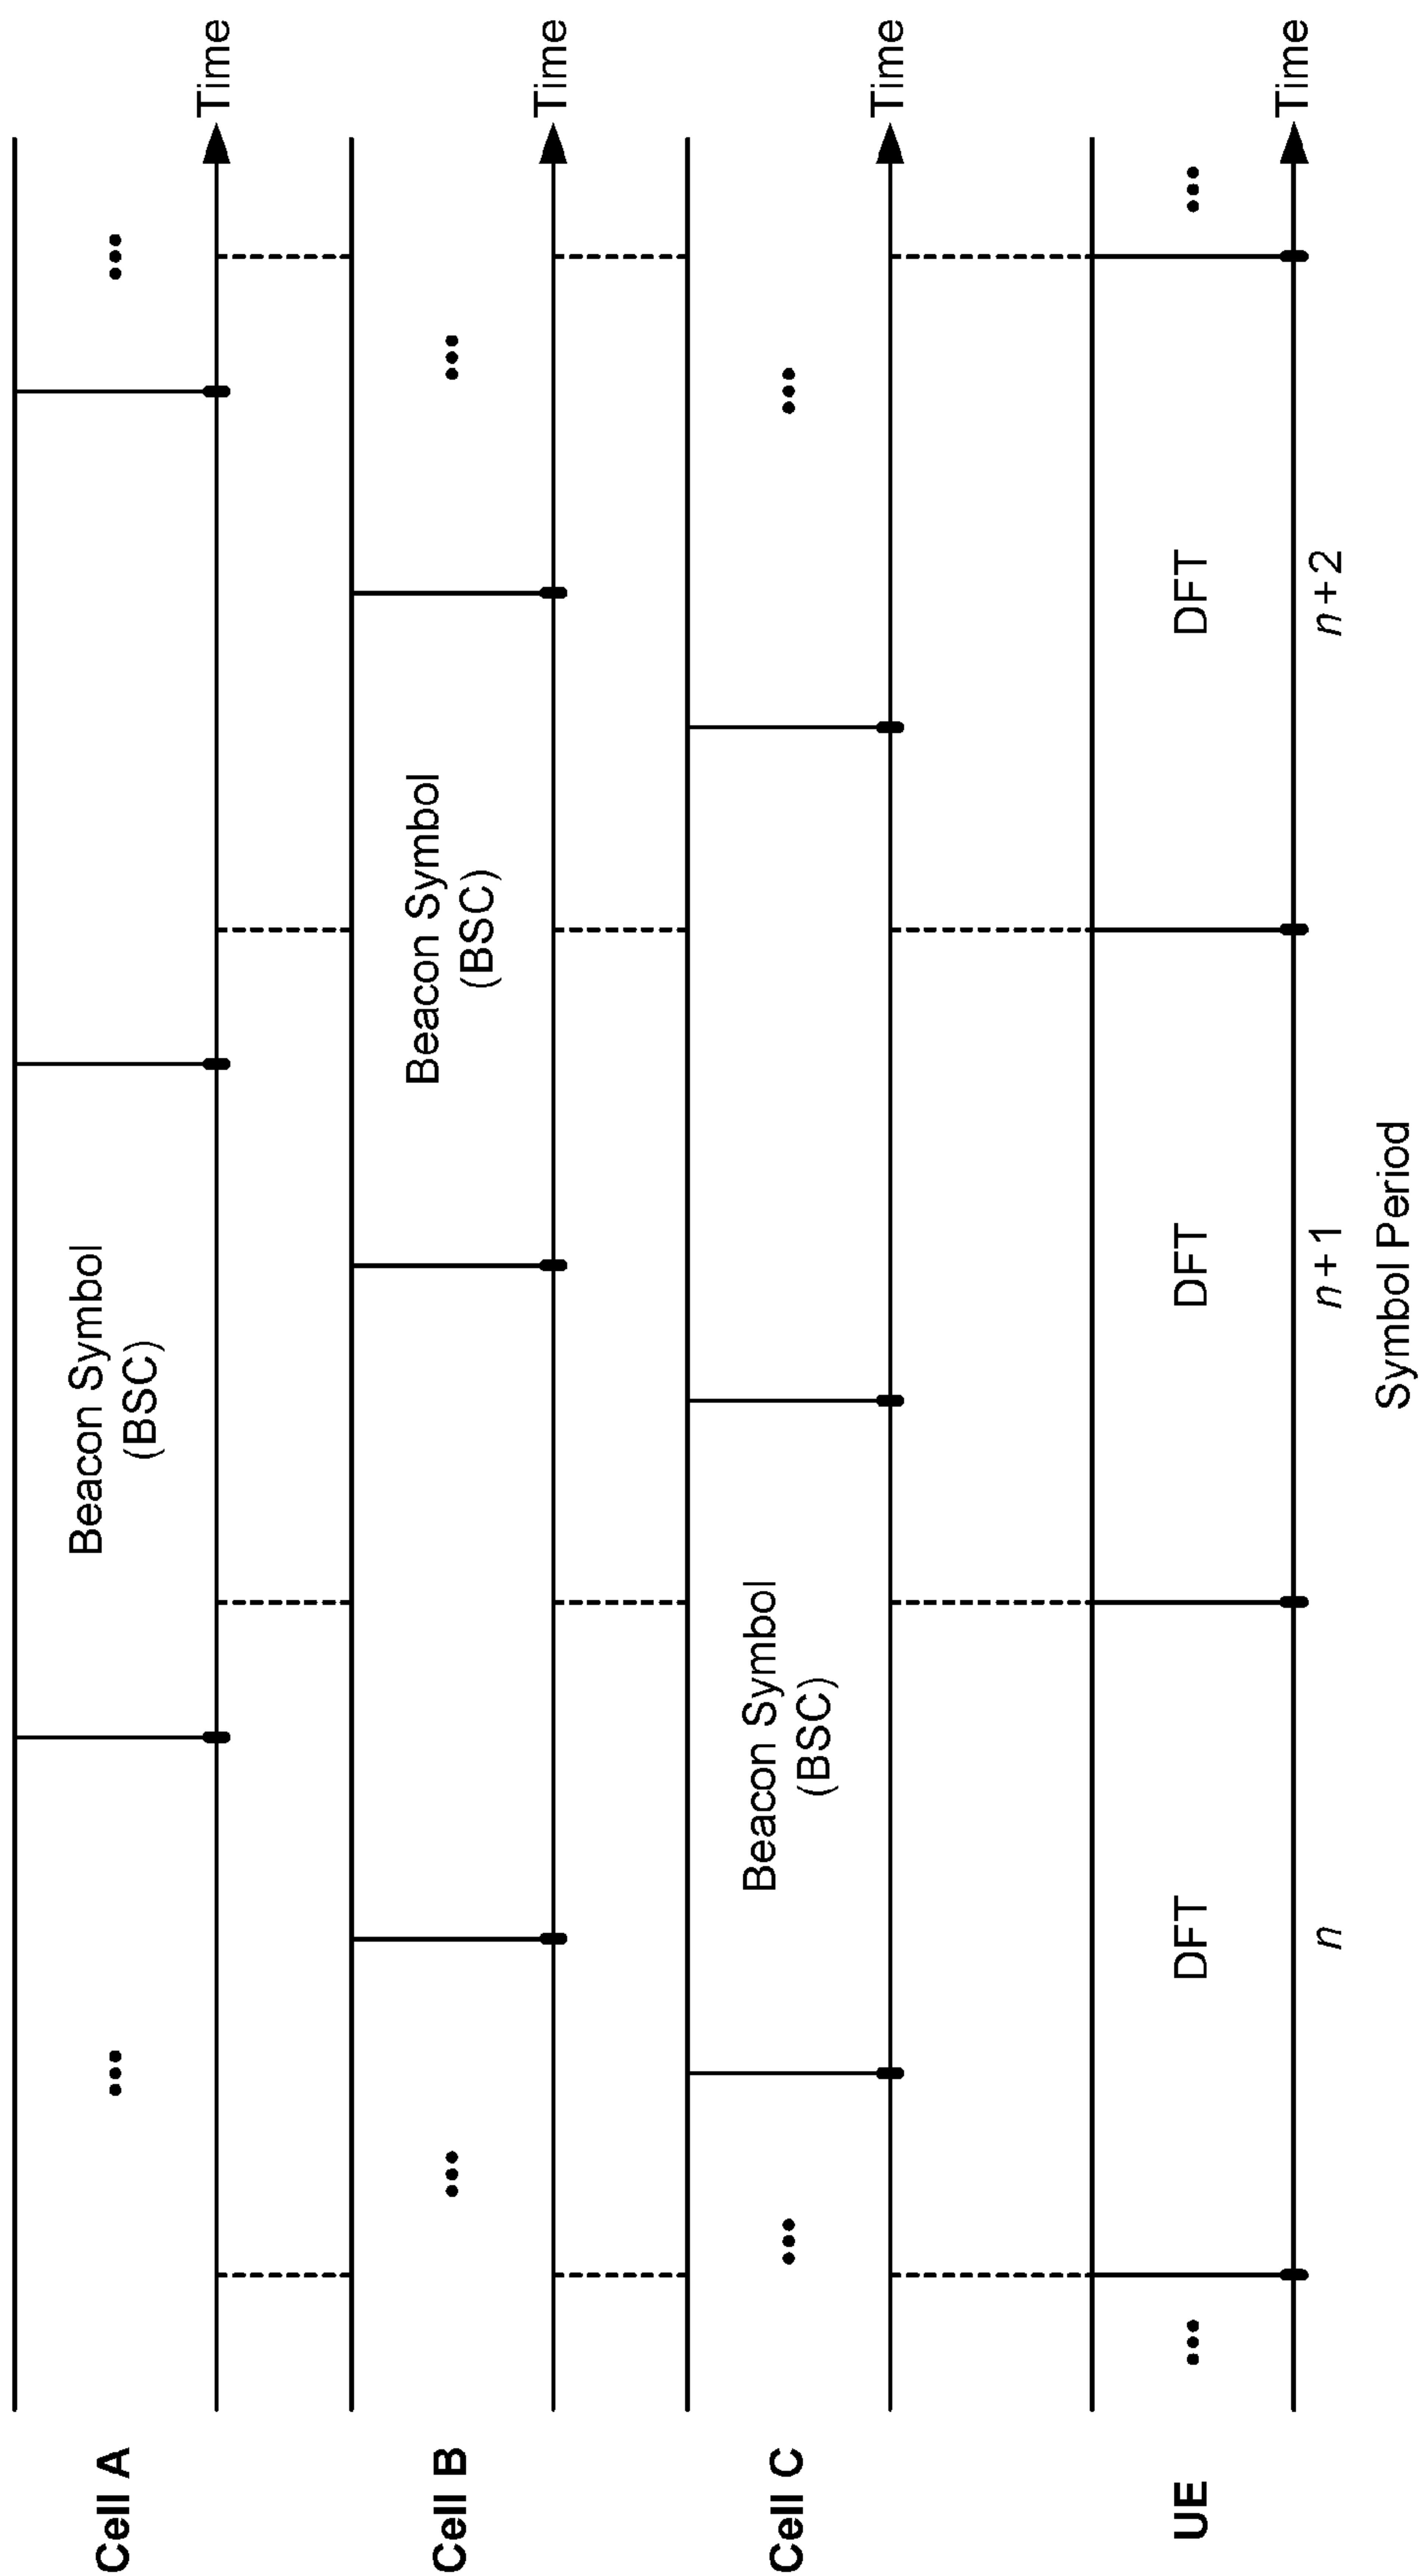 Cell A
•••
Beacon Symbol
(BSC)
•••
Time
Cell B
•••
Beacon Symbol
(BSC)
•••
Time
Cell C
•••
Beacon Symbol
(BSC)
•••
Time
UE
•••
DFT
DFT
DFT
•••
Time
n
n + 1
n + 2
Symbol Period